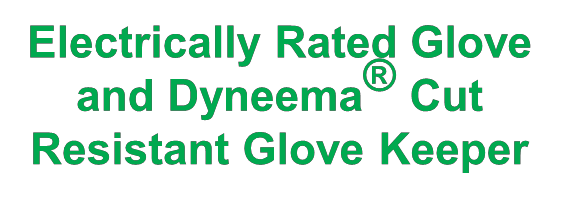 Electrically Rated Glove
and Dyneema® Cut
Resistant Glove Keeper